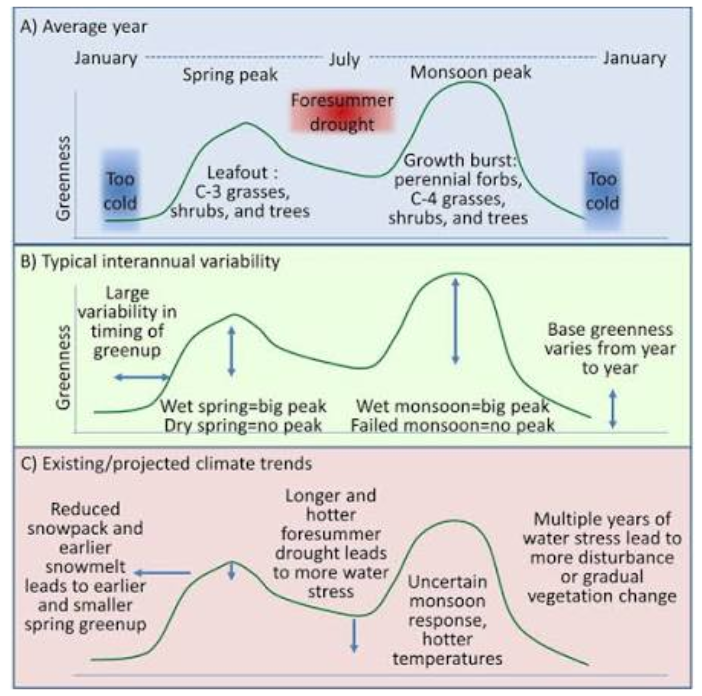 A) Average year
January
July
January
Spring peak
Monsoon peak
Foresummer
drought
Greenness
Too
cold
Leafout :
C-3 grasses,
shrubs, and trees
Growth burst:
perennial forbs,
C-4 grasses,
shrubs, and trees
Too
cold
B) Typical interannual variability
Large
variability in
timing of
greenup
Greenness
Wet spring=big peak
Dry spring=no peak
Wet monsoon=big peak
Failed monsoon=no peak
Base greenness
varies from year
to year
C) Existing/projected climate trends
Reduced
snowpack and
earlier
snowmelt
leads to earlier
and smaller
spring greenup
Longer and
hotter
foresummer
drought leads
to more water
stress
Uncertain
monsoon
response,
hotter
temperatures
Multiple years of
water stress lead to
more disturbance
or gradual
vegetation change